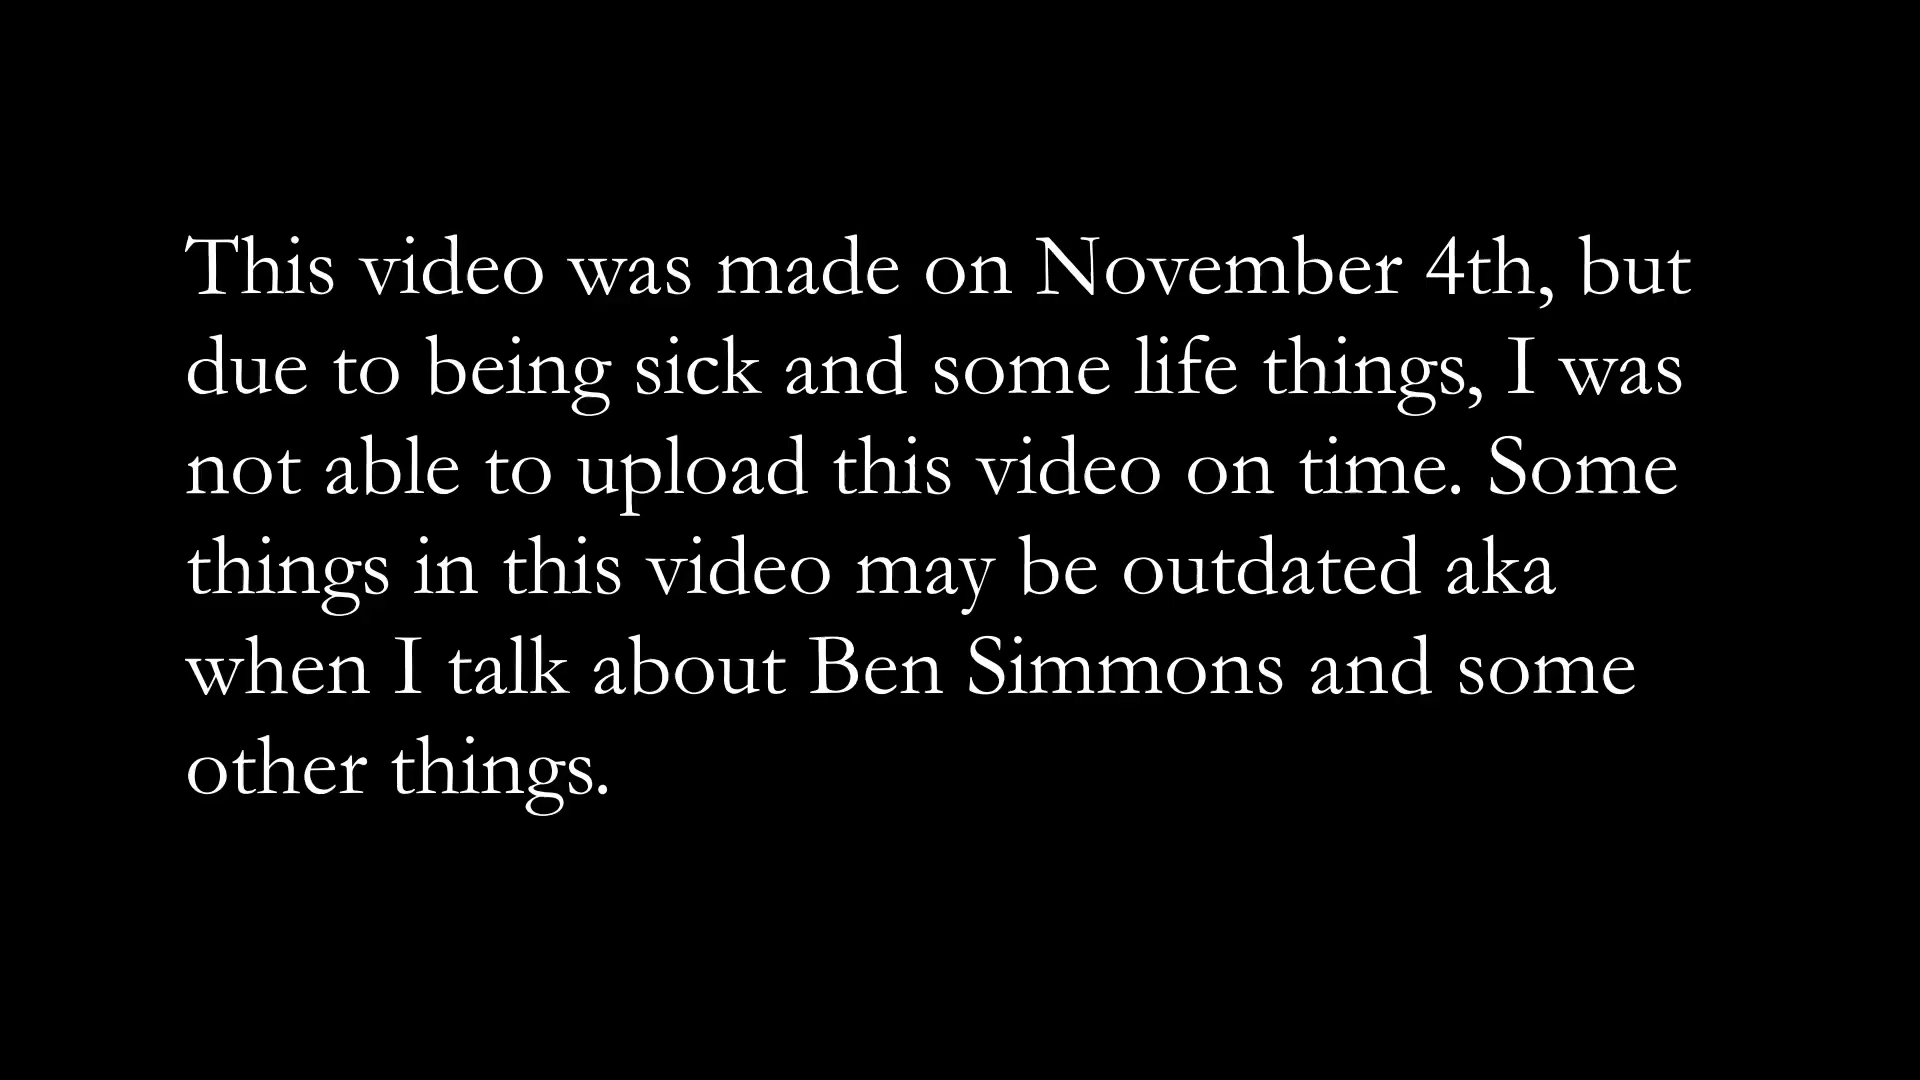 This video was made on November 4th, but
due to being sick and some life things, I was
not able to upload this video on time. Some
things in this video may be outdated aka
when I talk about Ben Simmons and some
other things.